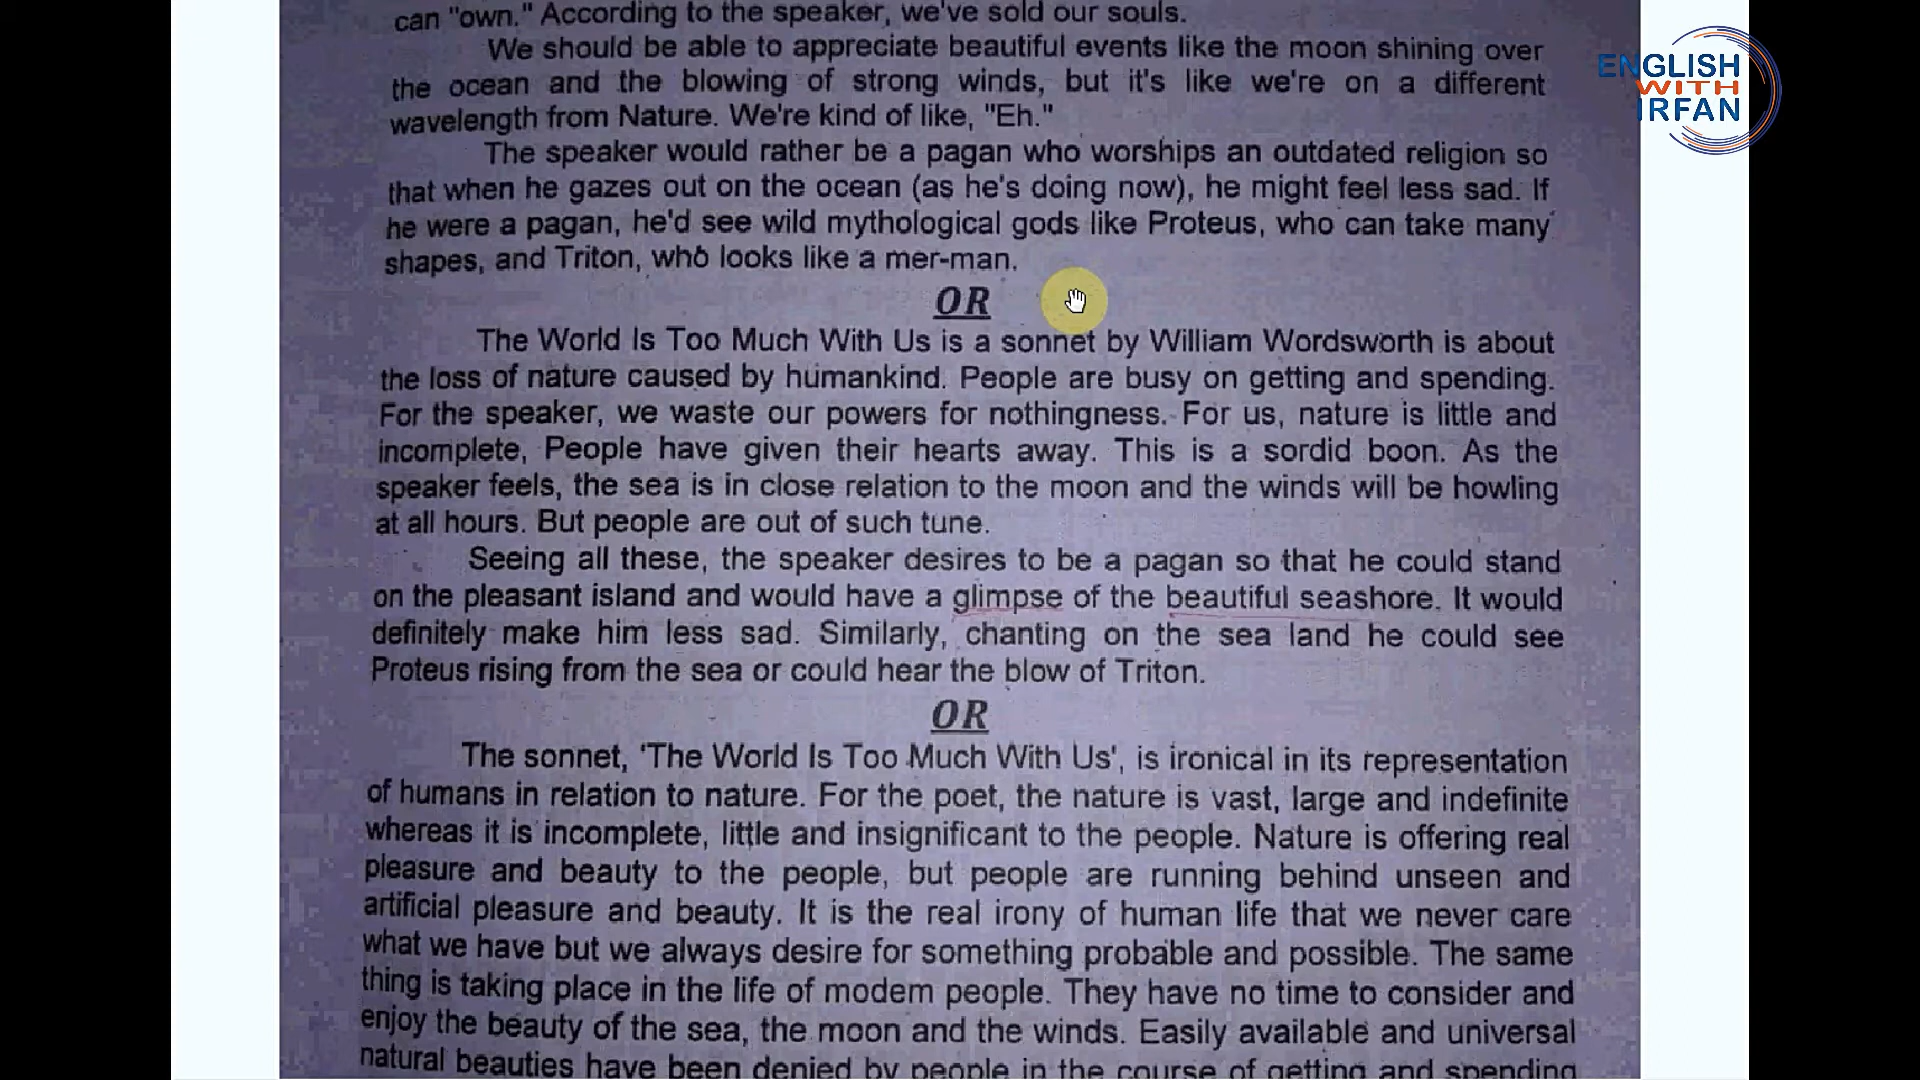 can "own." According to the speaker, we've sold our souls.
We should be able to appreciate beautiful events like the moon shining over
the ocean and the blowing of strong winds, but it's like we're on a different
wavelength from Nature. We're kind of like, "Eh."
The speaker would rather be a pagan who worships an outdated religion so
that when he gazes out on the ocean (as he's doing now), he might feel less sad. If
he were a pagan, he'd see wild mythological gods like Proteus, who can take many
shapes, and Triton, who looks like a mer-man.
OR
The World Is Too Much With Us is a sonnet by William Wordsworth is about
the loss of nature caused by humankind. People are busy on getting and spending.
For the speaker, we waste our powers for nothingness. For us, nature is little and
incomplete, People have given their hearts away. This is a sordid boon. As the
speaker feels, the sea is in close relation to the moon and the winds will be howling
at all hours. But people are out of such tune.
Seeing all these, the speaker desires to be a pagan so that he could stand
on the pleasant island and would have a glimpse of the beautiful seashore. It would
definitely make him less sad. Similarly, chanting on the sea land he could see
Proteus rising from the sea or could hear the blow of Triton.
OR
The sonnet, 'The World Is Too Much With Us', is ironical in its representation
of humans in relation to nature. For the poet, the nature is vast, large and indefinite
whereas it is incomplete, little and insignificant to the people. Nature is offering real
pleasure and beauty to the people, but people are running behind unseen and
artificial pleasure and beauty. It is the real irony of human life that we never care
what we have but we always desire for something probable and possible. The same
thing is taking place in the life of modem people. They have no time to consider and
enjoy the beauty of the sea, the moon and the winds. Easily available and universal
natural beauties have been denied by people in the course of getting and spending
ENGLISH
WITH
IRFAN